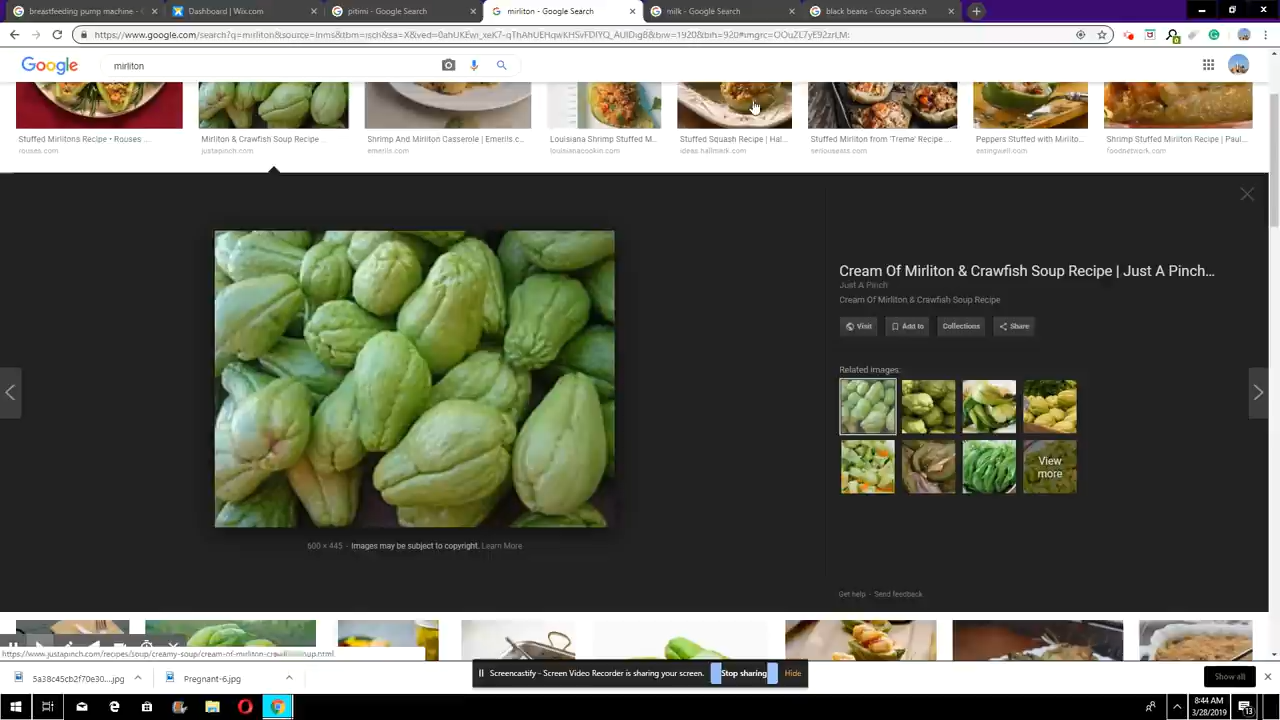 breastfeeding pump machine - Goo
Dashboard | Wix.com
pitimi - Google Search
mirliton - Google Search
milk - Google Search
black beans - Google Search
Google
mirliton
Stuffed Mirlitons Recipe • Rouses ...
Mirliton & Crawfish Soup Recipe
Shrimp And Mirliton Casserole | Emerils.c...
Louisiana Shrimp Stuffed M...
Stuffed Squash Recipe | Hal...
Stuffed Mirliton from 'Treme' Recipe ...
Peppers Stuffed with Mirlito...
Shrimp Stuffed Mirliton Recipe | Paul...
rouses.com
justapinch.com
emerils.com
louisianacookin.com
ideas.hallmark.com
seriouseats.com
eatingwell.com
foodnetwork.com
Cream Of Mirliton & Crawfish Soup Recipe | Just A Pinch...
Just A Pinch
Cream Of Mirliton & Crawfish Soup Recipe
Visit
Add to
Collections
Share
Related images:
View
more
600 × 445 - Images may be subject to copyright. Learn More
Get help - Send feedback
Screencastify - Screen Video Recorder is sharing your screen.
Stop sharing
Hide
5a38c45cb2f70e30....jpg
Pregnant-6.jpg
Show all
8:44 AM
3/28/2019